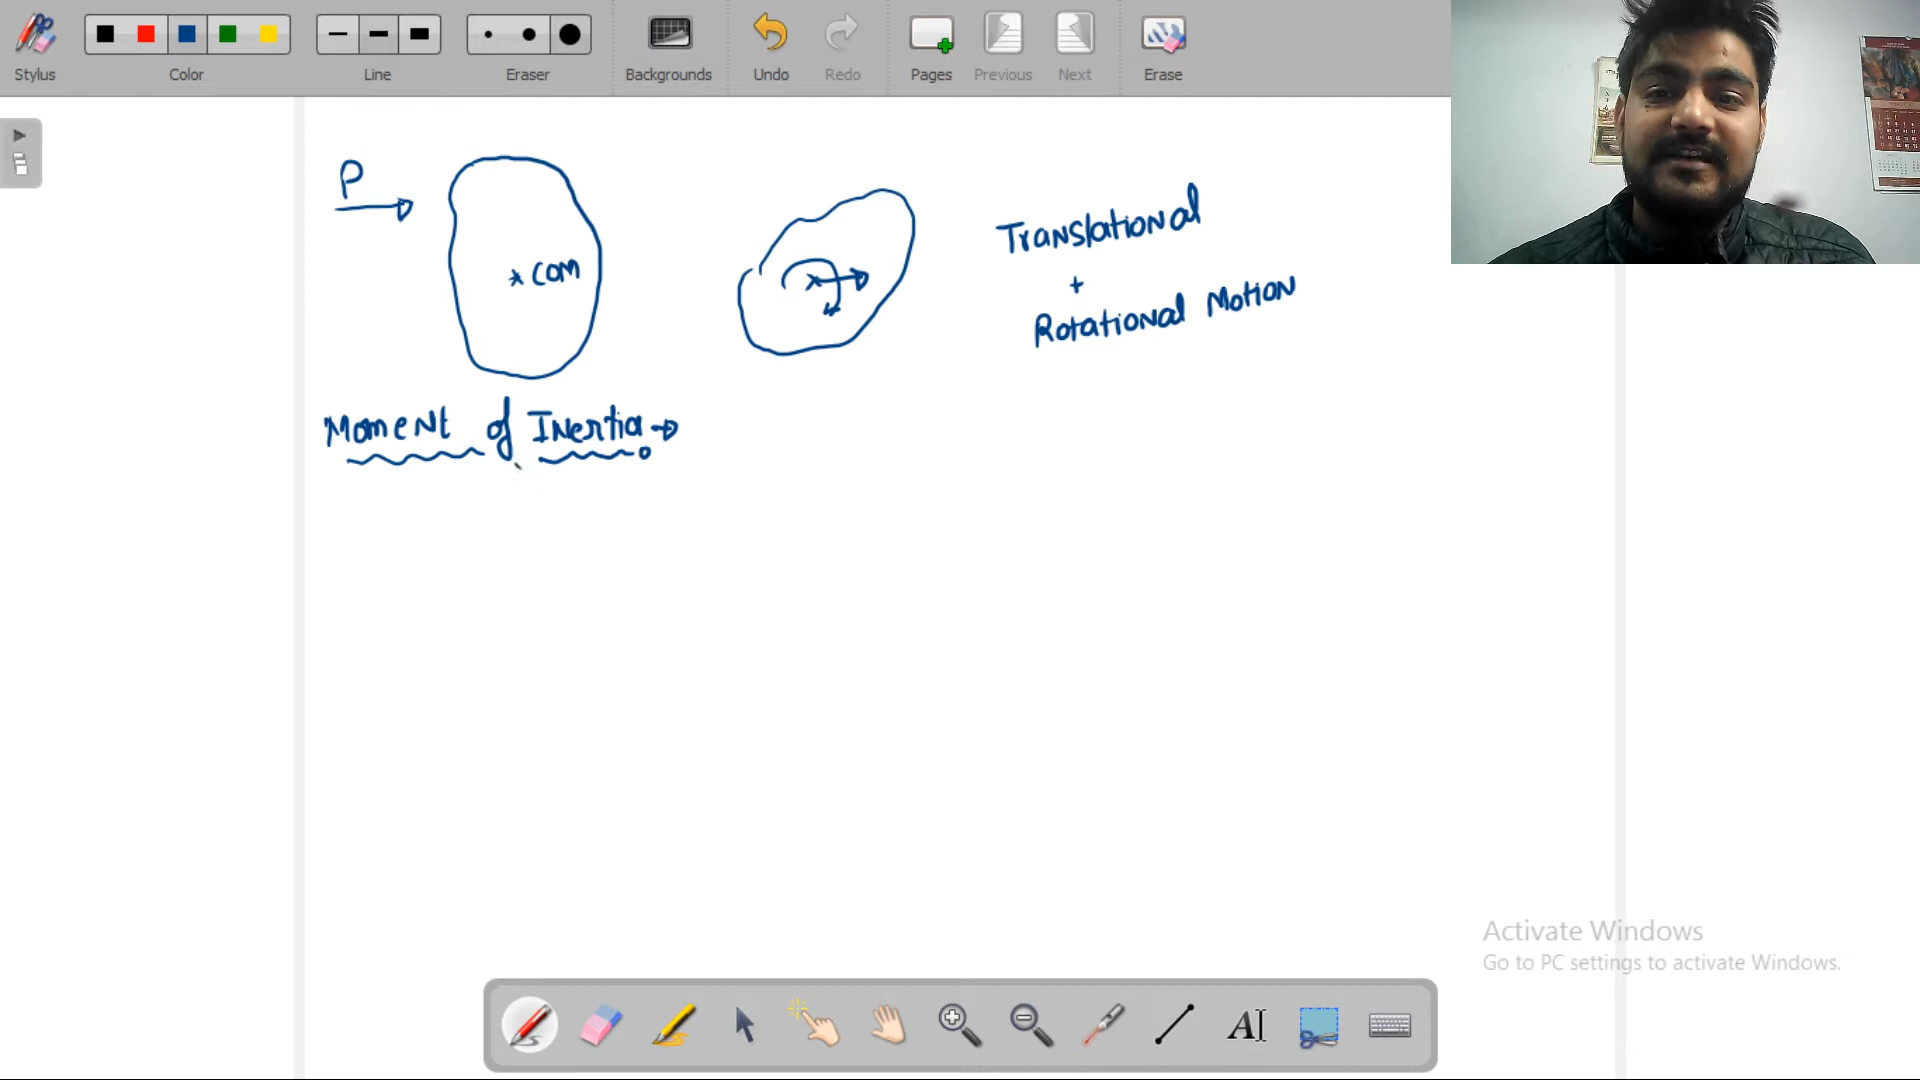 Stylus
Color
Line
Eraser
Backgrounds
Undo
Redo
Pages
Previous
Next
Erase
P
COM
Translational
+
Rotational Motion
Moment of Inertia →
Activate Windows
Go to PC settings to activate Windows.
AI